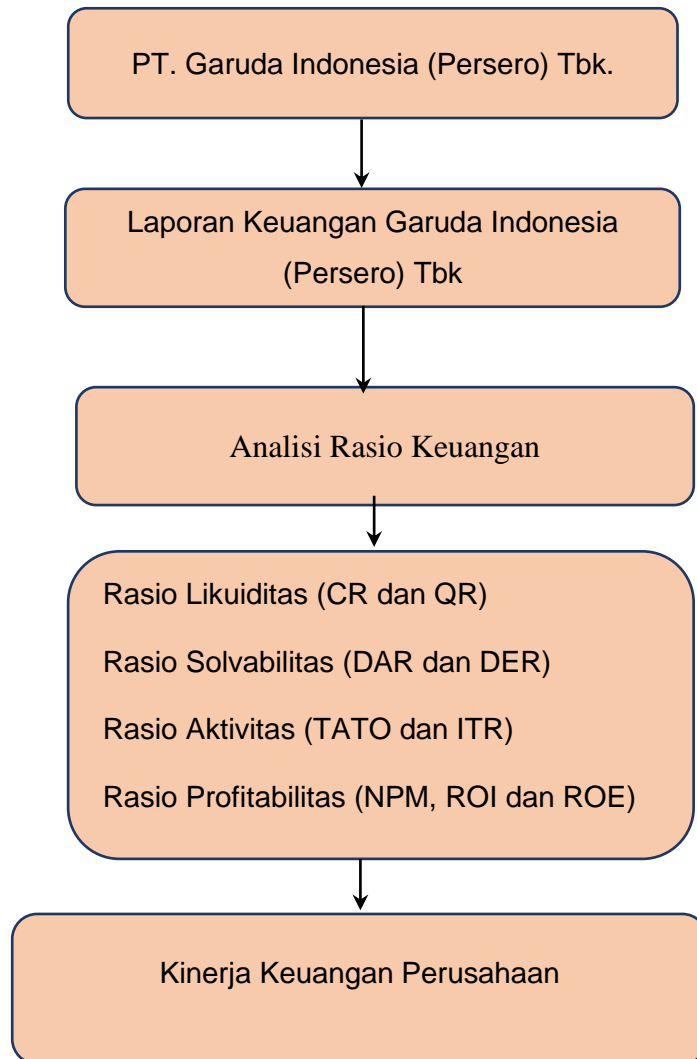 PT. Garuda Indonesia (Persero) Tbk.
Laporan Keuangan Garuda Indonesia
(Persero) Tbk
Analisi Rasio Keuangan
Rasio Likuiditas (CR dan QR)
Rasio Solvabilitas (DAR dan DER)
Rasio Aktivitas (TATO dan ITR)
Rasio Profitabilitas (NPM, ROI dan ROE)
Kinerja Keuangan Perusahaan